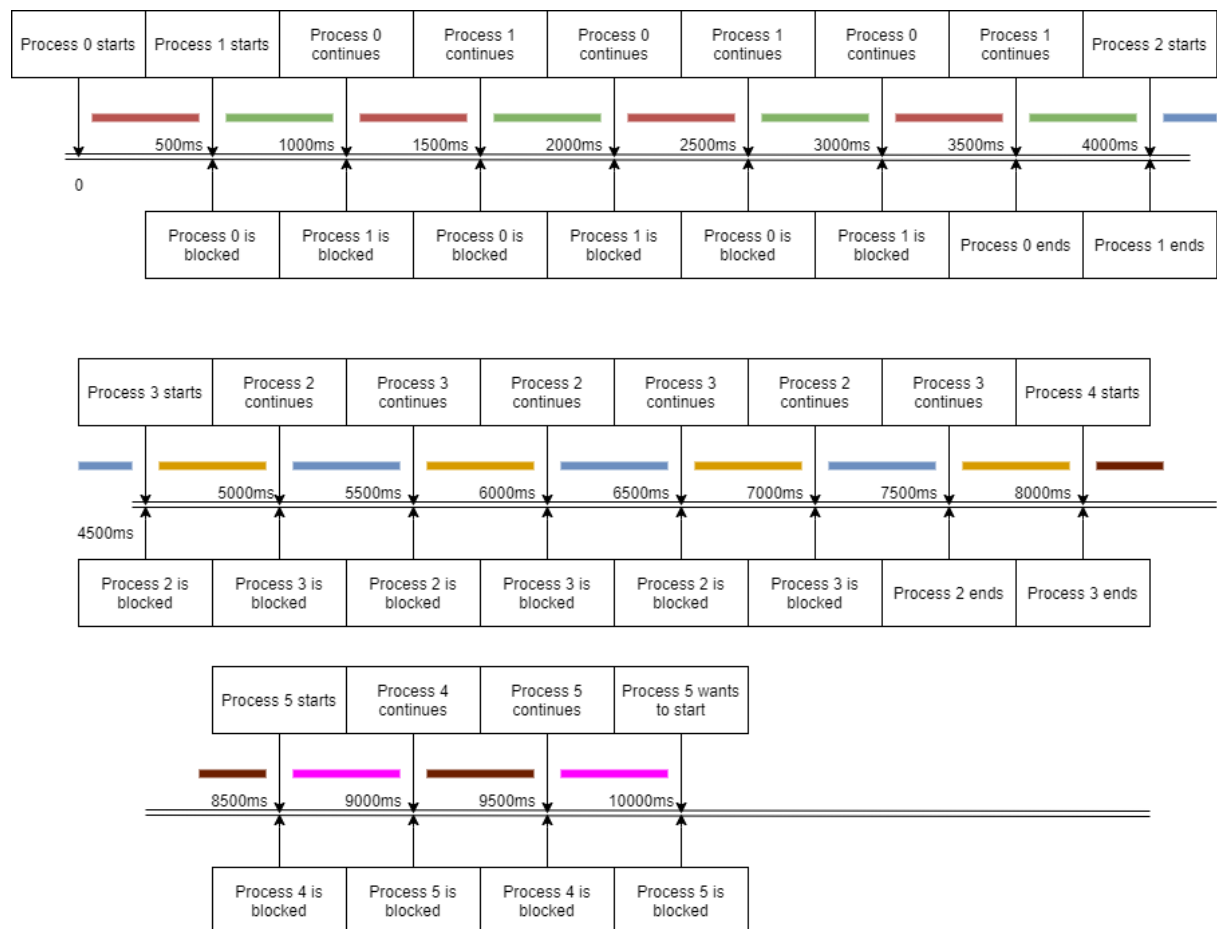 Process 0 starts
Process 1 starts
Process 0
continues
Process 1
continues
Process 0
continues
Process 1
continues
Process 0
continues
Process 1
continues
Process 2 starts
500ms
1000ms
1500ms
2000ms
2500ms
3000ms
3500ms
4000ms
0
Process 0 is
blocked
Process 1 is
blocked
Process 0 is
blocked
Process 1 is
blocked
Process 0 is
blocked
Process 1 is
blocked
Process 0 ends
Process 1 ends
Process 3 starts
Process 2
continues
Process 3
continues
Process 2
continues
Process 3
continues
Process 2
continues
Process 3
continues
Process 4 starts
5000ms
5500ms
6000ms
6500ms
7000ms
7500ms
8000ms
4500ms
Process 2 is
blocked
Process 3 is
blocked
Process 2 is
blocked
Process 3 is
blocked
Process 2 is
blocked
Process 3 is
blocked
Process 2 ends
Process 3 ends
Process 5 starts
Process 4
continues
Process 5
continues
Process 5 wants
to start
8500ms
9000ms
9500ms
10000ms
Process 4 is
blocked
Process 5 is
blocked
Process 4 is
blocked
Process 5 is
blocked